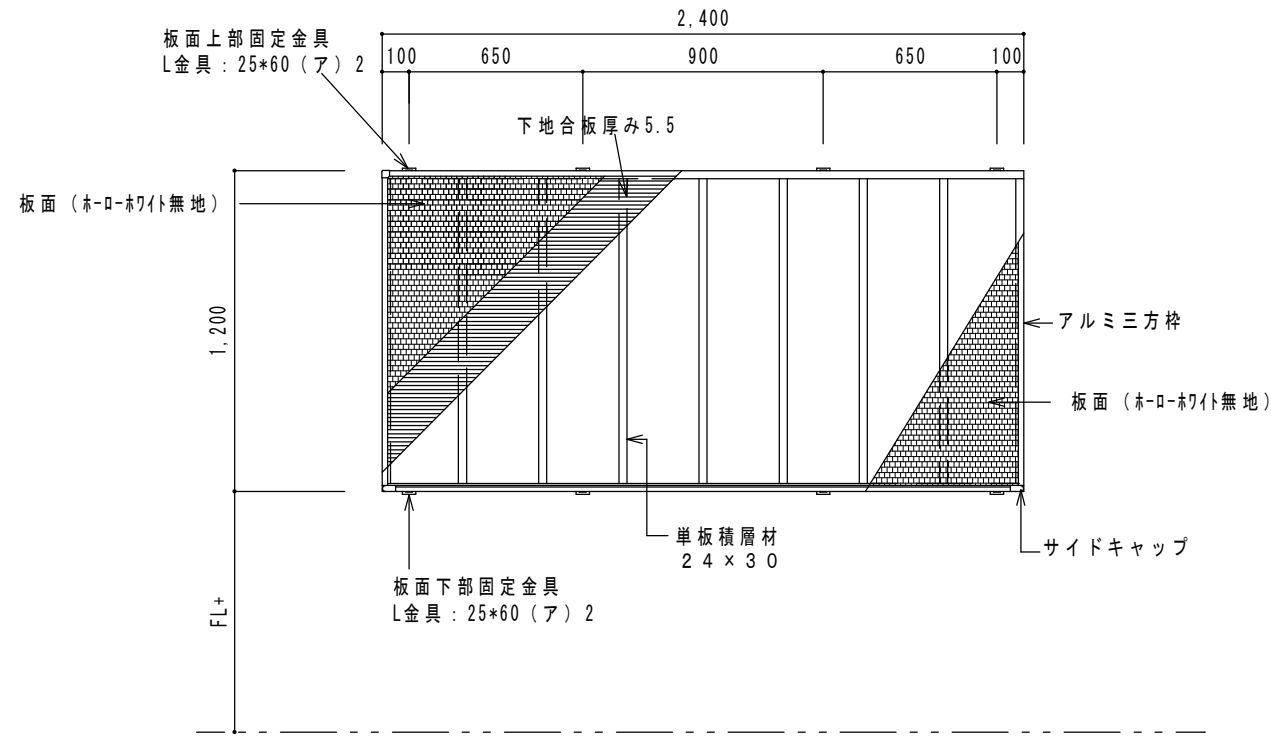 2,400
板面上部固定金具
L金具：25*60（ア）2
100
650
900
650
100
下地合板厚み5.5
板面（ﾎｰﾛｰﾎﾜｲﾄ無地）
1,200
アルミ三方枠
板面（ﾎｰﾛｰﾎﾜｲﾄ無地）
単板積層材
２４×３０
サイドキャップ
板面下部固定金具
L金具：25*60（ア）2
FL+